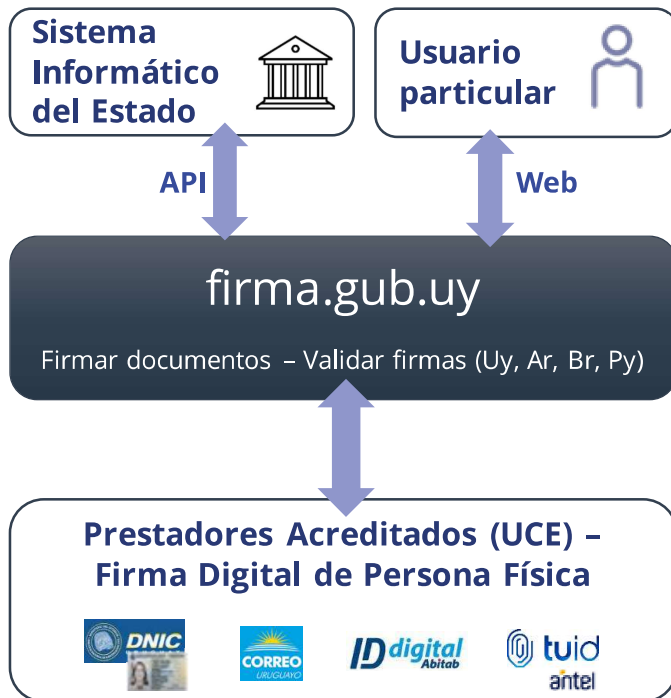 Sistema
Informático
del Estado
Usuario
particular
API
Web
firma.gub.uy
Firmar documentos – Validar firmas (Uy, Ar, Br, Py)
Prestadores Acreditados (UCE) –
Firma Digital de Persona Física
DNIC
CORREO
URUGUAYO
ID digital
Abitab
tuid
antel